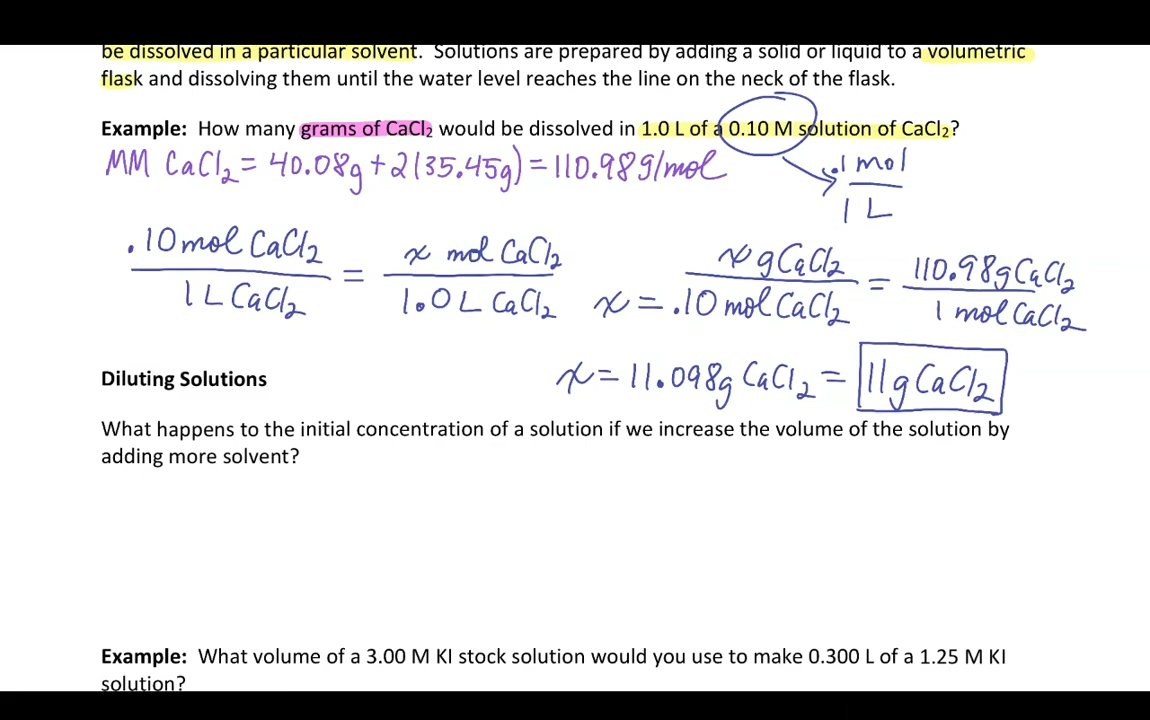 be dissolved in a particular solvent. Solutions are prepared by adding a solid or liquid to a volumetric
flask and dissolving them until the water level reaches the line on the neck of the flask.
Example: How many grams of CaCl₂ would be dissolved in 1.0 L of a 0.10 M solution of CaCl₂?
MM CaCl₂ = 40.08g + 2(35.45g) = 110.98g/mol
.1 mol
1 L
.10 mol CaCl₂ = x mol CaCl₂
1 L CaCl₂ 1.0 L CaCl₂
x g CaCl₂ = 110.98g CaCl₂
x = .10 mol CaCl₂ 1 mol CaCl₂
x = 11.098g CaCl₂ = 11g CaCl₂
Diluting Solutions
What happens to the initial concentration of a solution if we increase the volume of the solution by
adding more solvent?
Example: What volume of a 3.00 M KI stock solution would you use to make 0.300 L of a 1.25 M KI
solution?